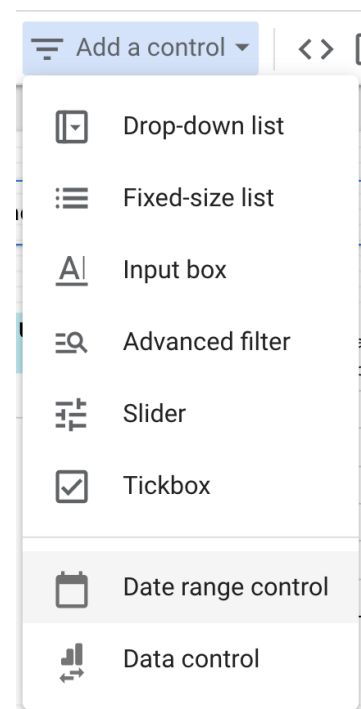 Add a control
Drop-down list
Fixed-size list
Input box
Advanced filter
Slider
Tickbox
Date range control
Data control